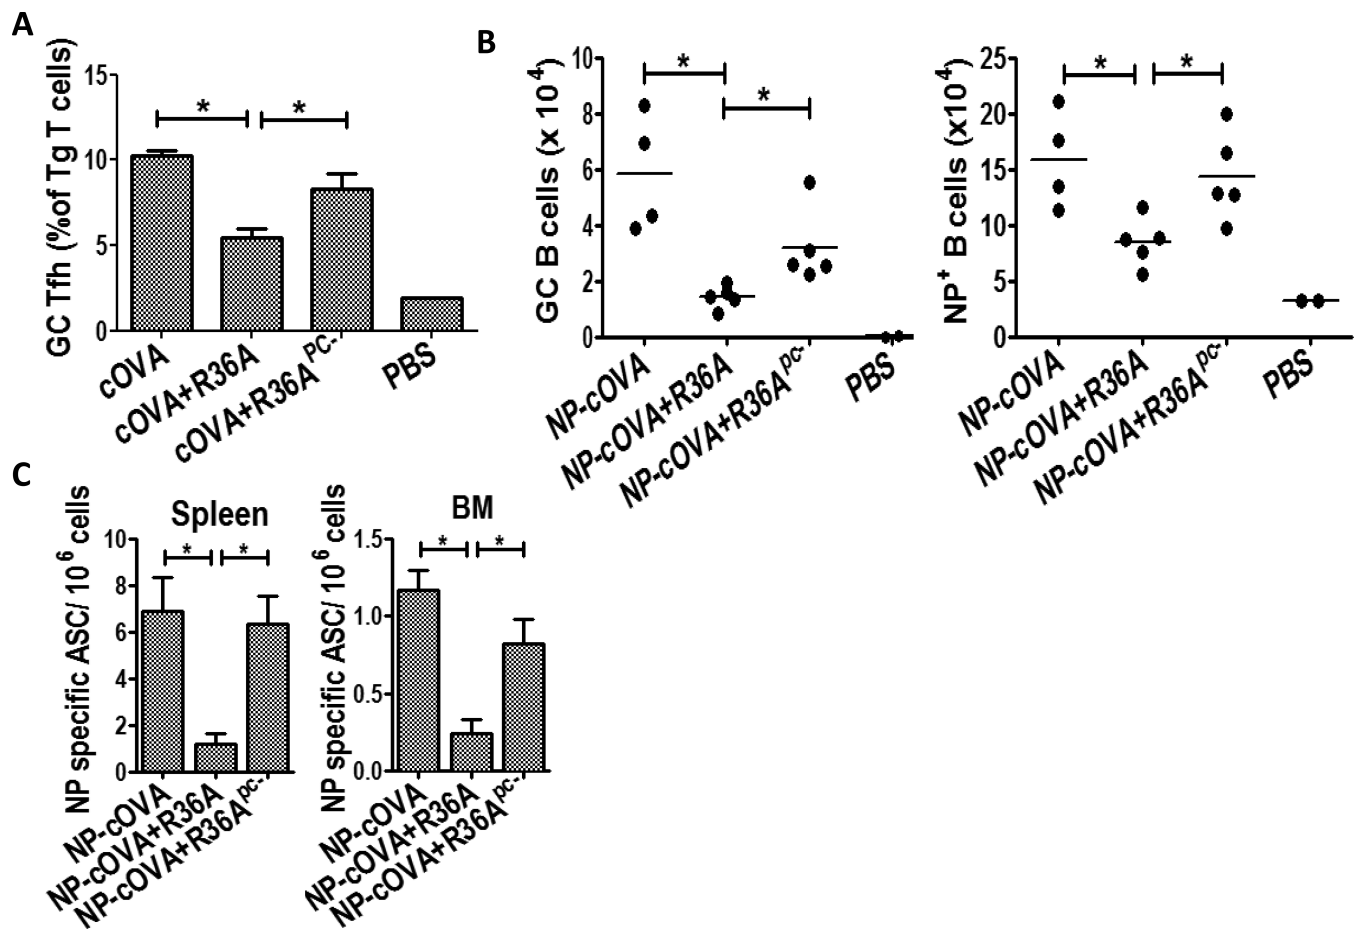 A
GC Tfh (%of Tg T cells)
15
10
5
0
*
*
cOVA
cOVA+R36A
cOVA+R36A^PC-
PBS
B
GC B cells (x 10^4)
10
8
6
4
2
0
*
*
NP-cOVA
NP-cOVA+R36A
NP-cOVA+R36A^pc-
PBS
NP^+ B cells (x10^4)
25
20
15
10
5
0
*
*
NP-cOVA
NP-cOVA+R36A
NP-cOVA+R36A^pc-
PBS
C
Spleen
NP specific ASC/ 10^6 cells
10
8
6
4
2
0
*
*
NP-cOVA
NP-cOVA+R36A
NP-cOVA+R36A^pc-
BM
NP specific ASC/ 10^6 cells
1.5
1.0
0.5
0.0
*
*
NP-cOVA
NP-cOVA+R36A
NP-cOVA+R36A^pc-